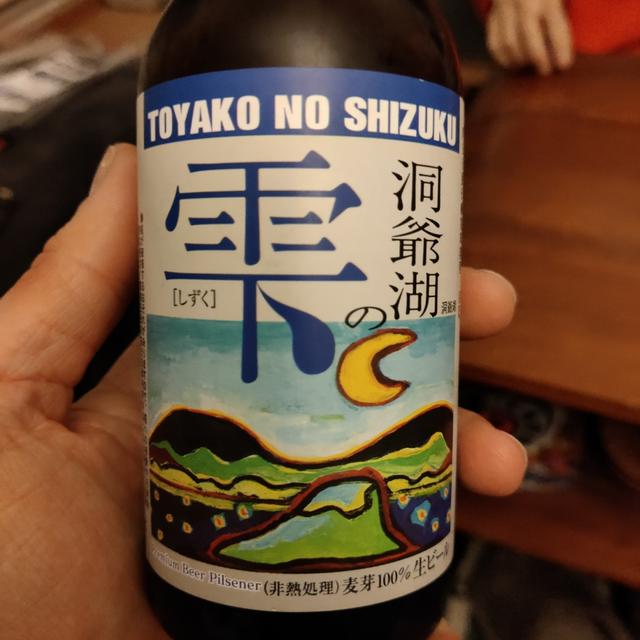 TOYAKO NO SHIZUKU
洞爺湖の
雫
[しずく]
Premium Beer Pilsener (非熱処理) 麦芽100% 生ビール